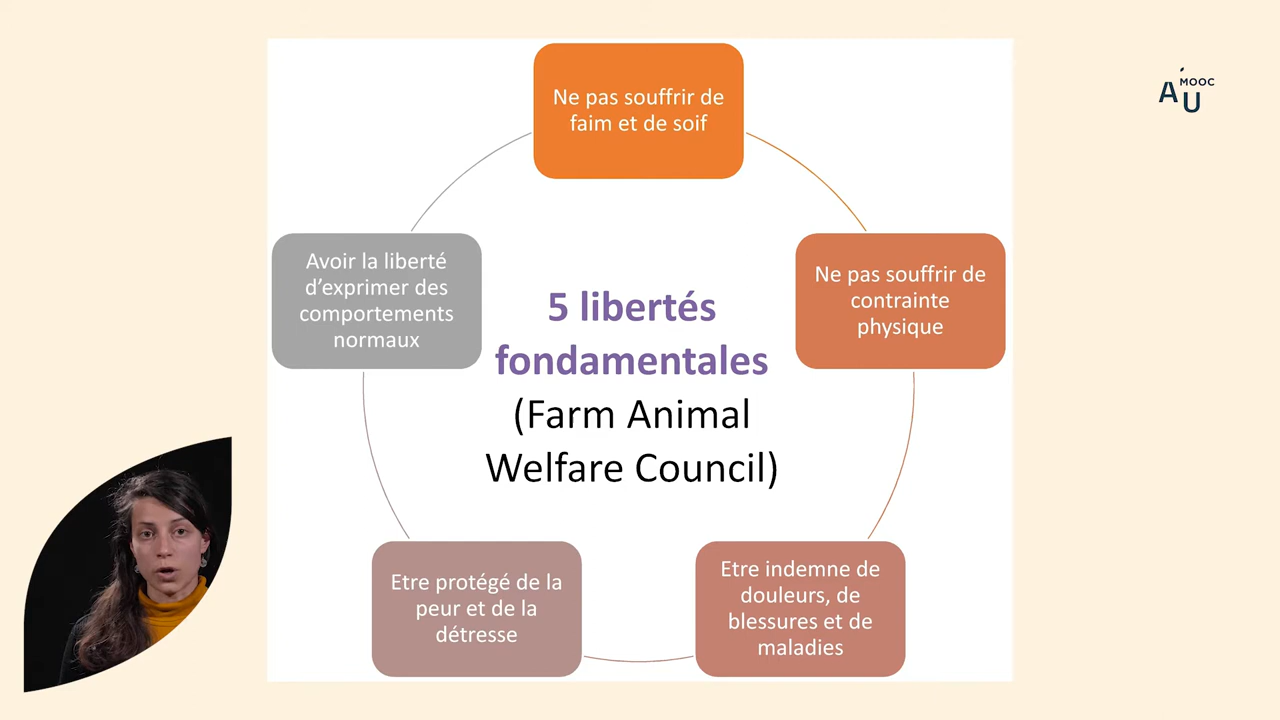 Ne pas souffrir de
faim et de soif
MOOC
AU
Avoir la liberté
d'exprimer des
comportements
normaux
Ne pas souffrir de
contrainte
physique
5 libertés
fondamentales
(Farm Animal
Welfare Council)
Etre protégé de la
peur et de la
détresse
Etre indemne de
douleurs, de
blessures et de
maladies